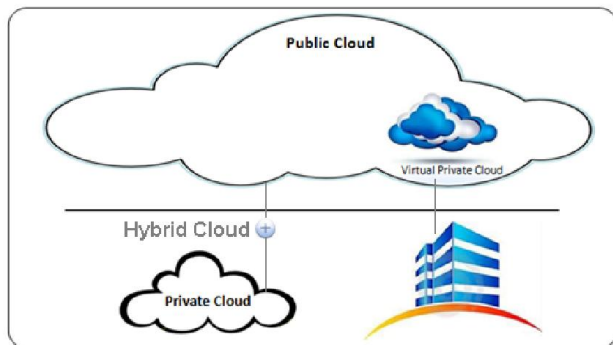 Public Cloud
Virtual Private Cloud
Hybrid Cloud +
Private Cloud